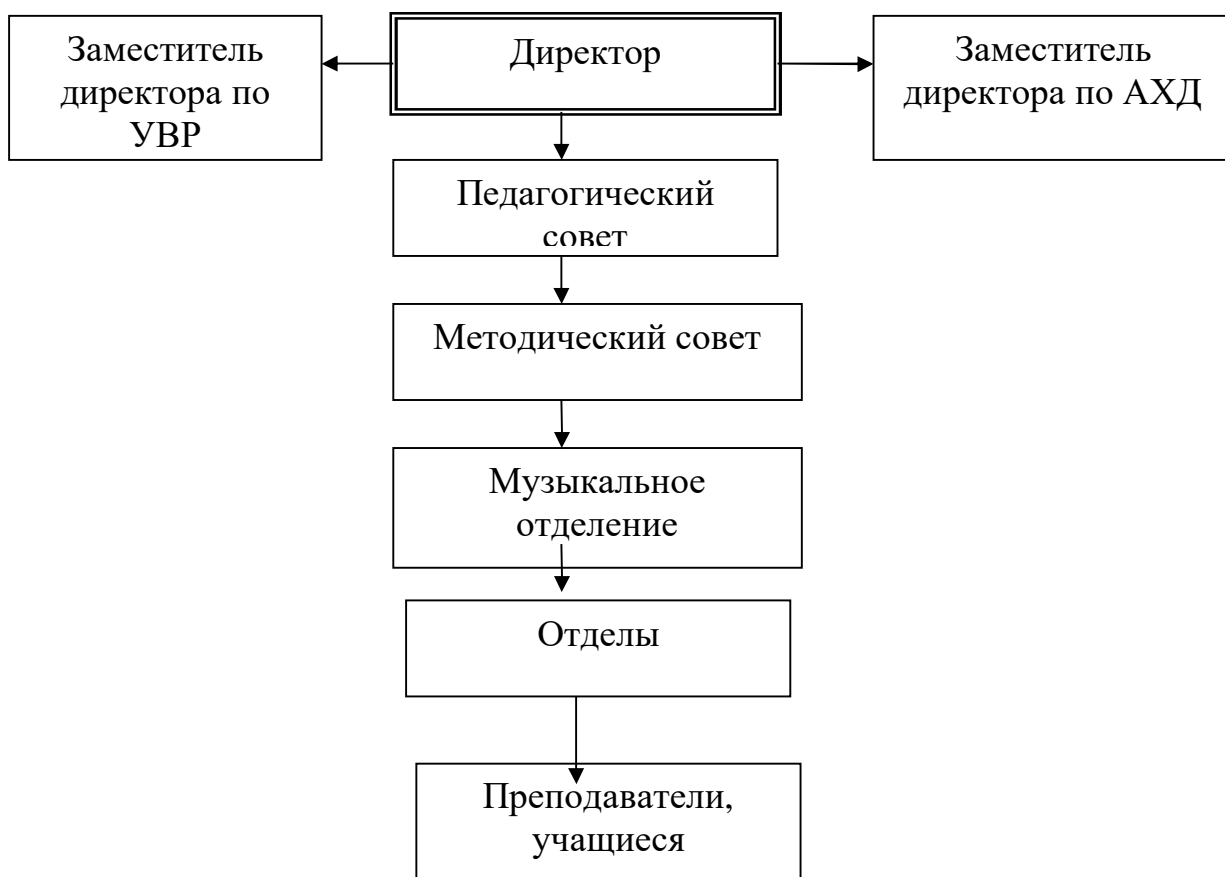 Заместитель
директора по
УВР
Директор
Заместитель
директора по АХД
Педагогический
совет
Методический совет
Музыкальное
отделение
Отделы
Преподаватели,
учащиеся